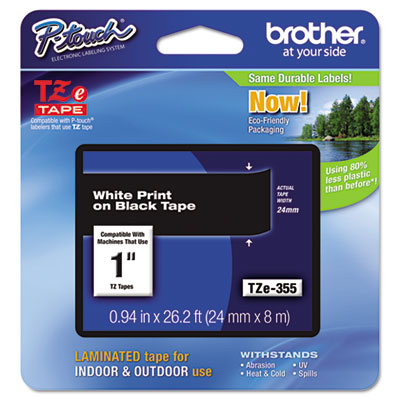 P-touch
ELECTRONIC LABELING SYSTEM
brother
at your side
TZe
TAPE
Compatible with P-touch®
labelers that use TZ tape
Same Durable Labels!
Now!
Eco-Friendly
Packaging
Using 80%
less plastic
than before*!
White Print
on Black Tape
ACTUAL
TAPE
WIDTH
24mm
Compatible With
Machines That Use
1"
TZ Tapes
TZe-355
0.94 in x 26.2 ft (24 mm x 8 m)
LAMINATED tape for
INDOOR & OUTDOOR use
WITHSTANDS
• Abrasion • UV
• Heat & Cold • Spills